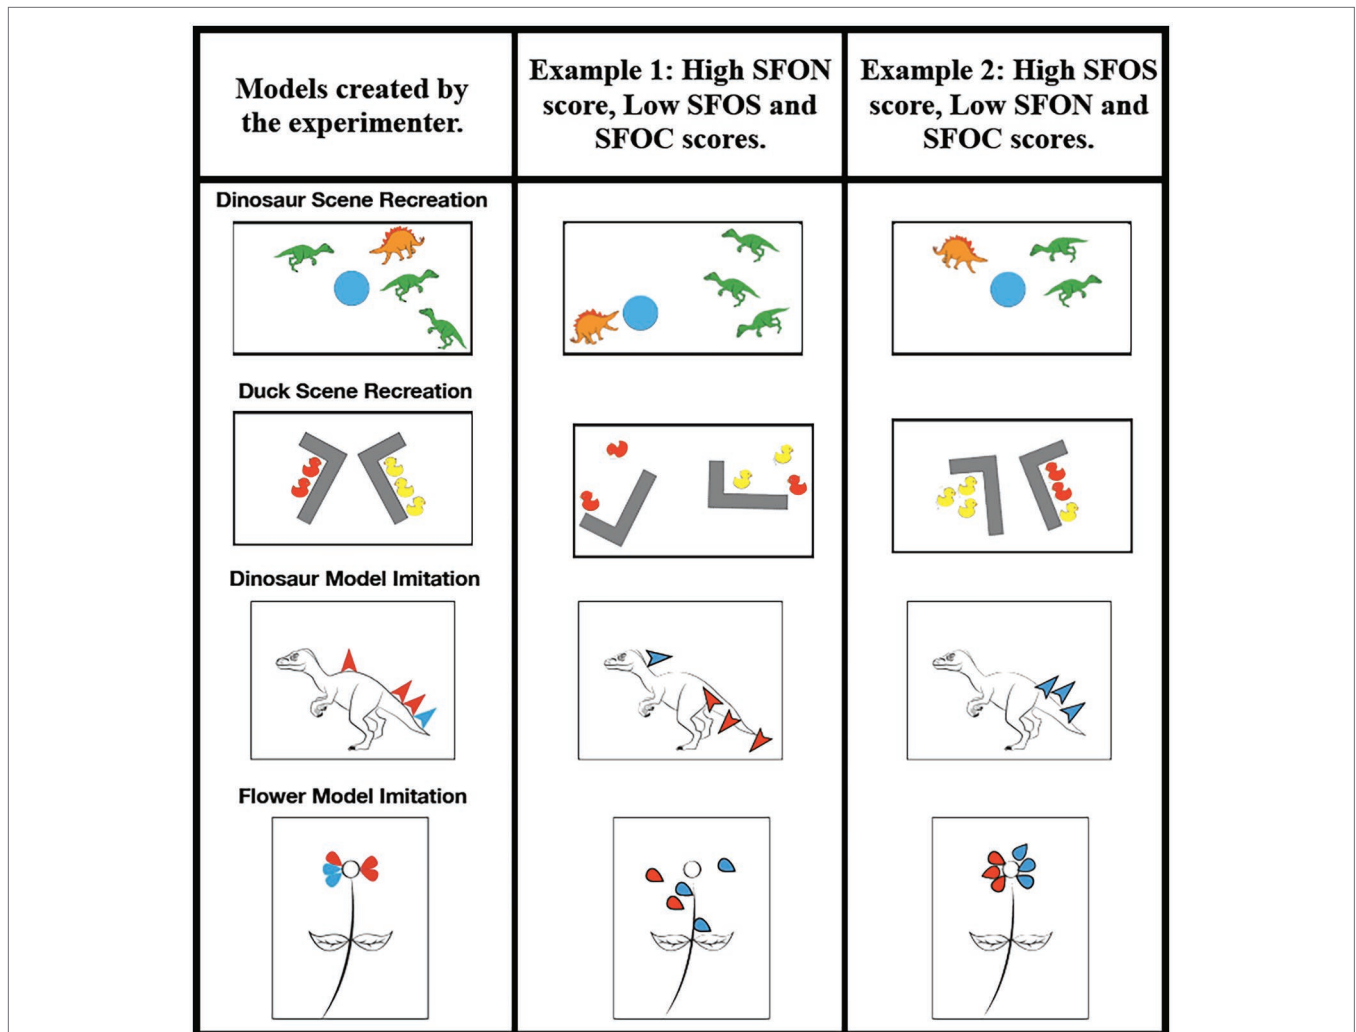 Models created by
the experimenter.
Example 1: High SFON
score, Low SFOS and
SFOC scores.
Example 2: High SFOS
score, Low SFON and
SFOC scores.
Dinosaur Scene Recreation
Duck Scene Recreation
Dinosaur Model Imitation
Flower Model Imitation